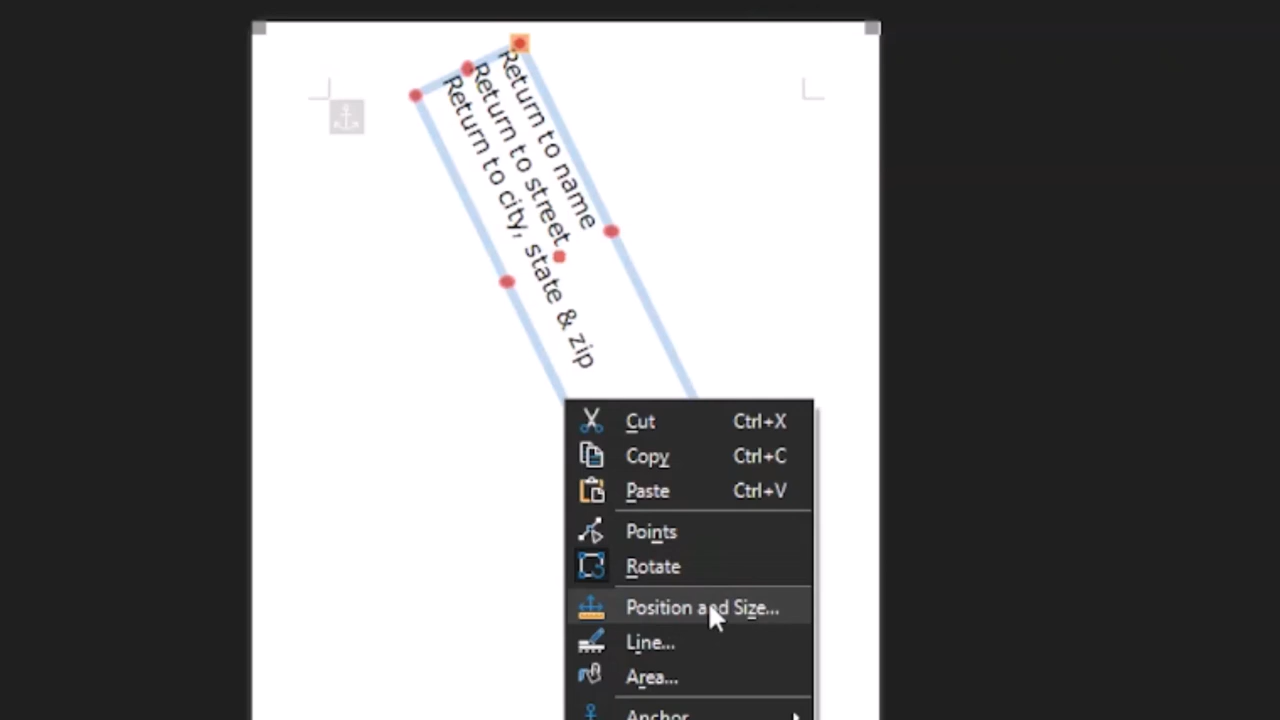 Return to name
Return to street
Return to city, state & zip
Cut Ctrl+X
Copy Ctrl+C
Paste Ctrl+V
Points
Rotate
Position and Size...
Line...
Area...
Anchor